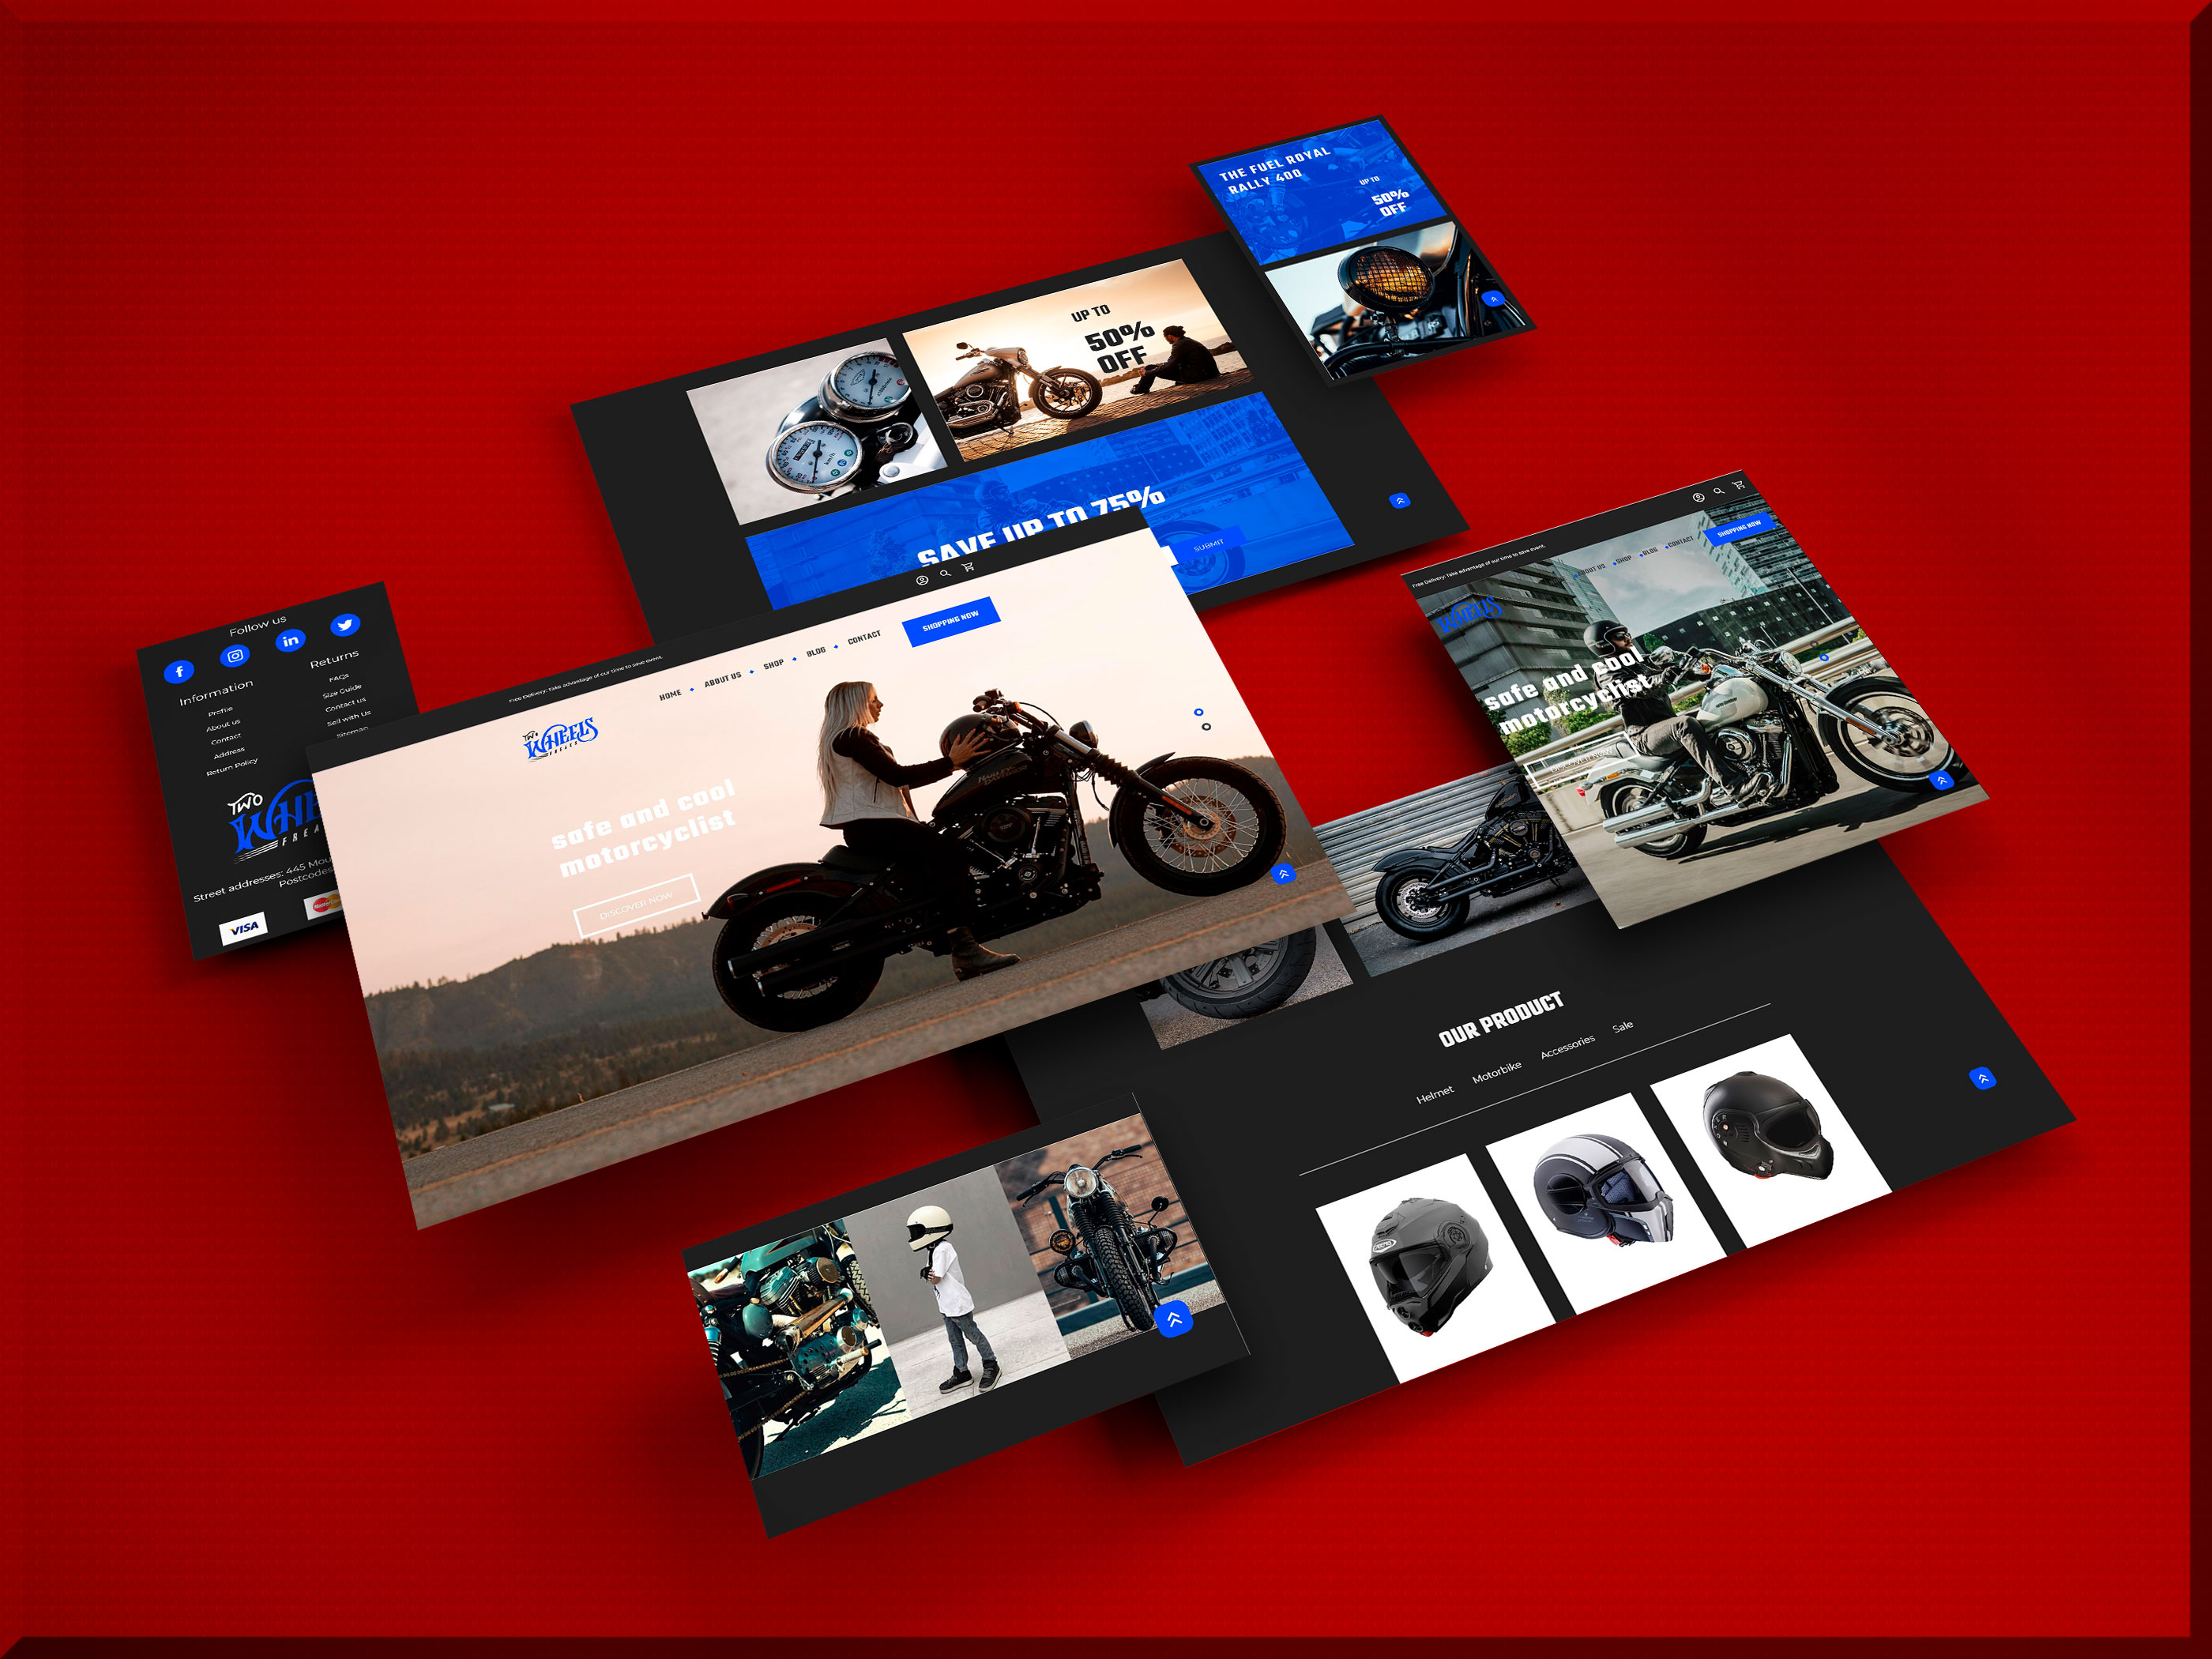 THE FUEL ROYAL
RALLY 400
UP TO
50%
OFF
UP TO
50%
OFF
SAVE UP TO 75%
SUBMIT
Follow us
Information
Profile
About us
Contact
Address
Return Policy
Returns
FAQs
Size Guide
Contact us
Sell with Us
Sitemap
TWO
WHE
FREA
Street addresses: 445 Mou
Postcodes
VISA
Free Delivery: Take advantage of our time to save event.
HOME ABOUT US SHOP BLOG CONTACT
SHOPPING NOW
TWO
WHEELS
FREAKS
safe and cool
motorcyclist
DISCOVER NOW
HARLEY-DAVIDSON
Free Delivery: Take advantage of our time to save event.
ABOUT US SHOP BLOG CONTACT
SHOPPING NOW
WHEELS
safe and cool
motorcyclist
OUR PRODUCT
Helmet Motorbike Accessories Sale